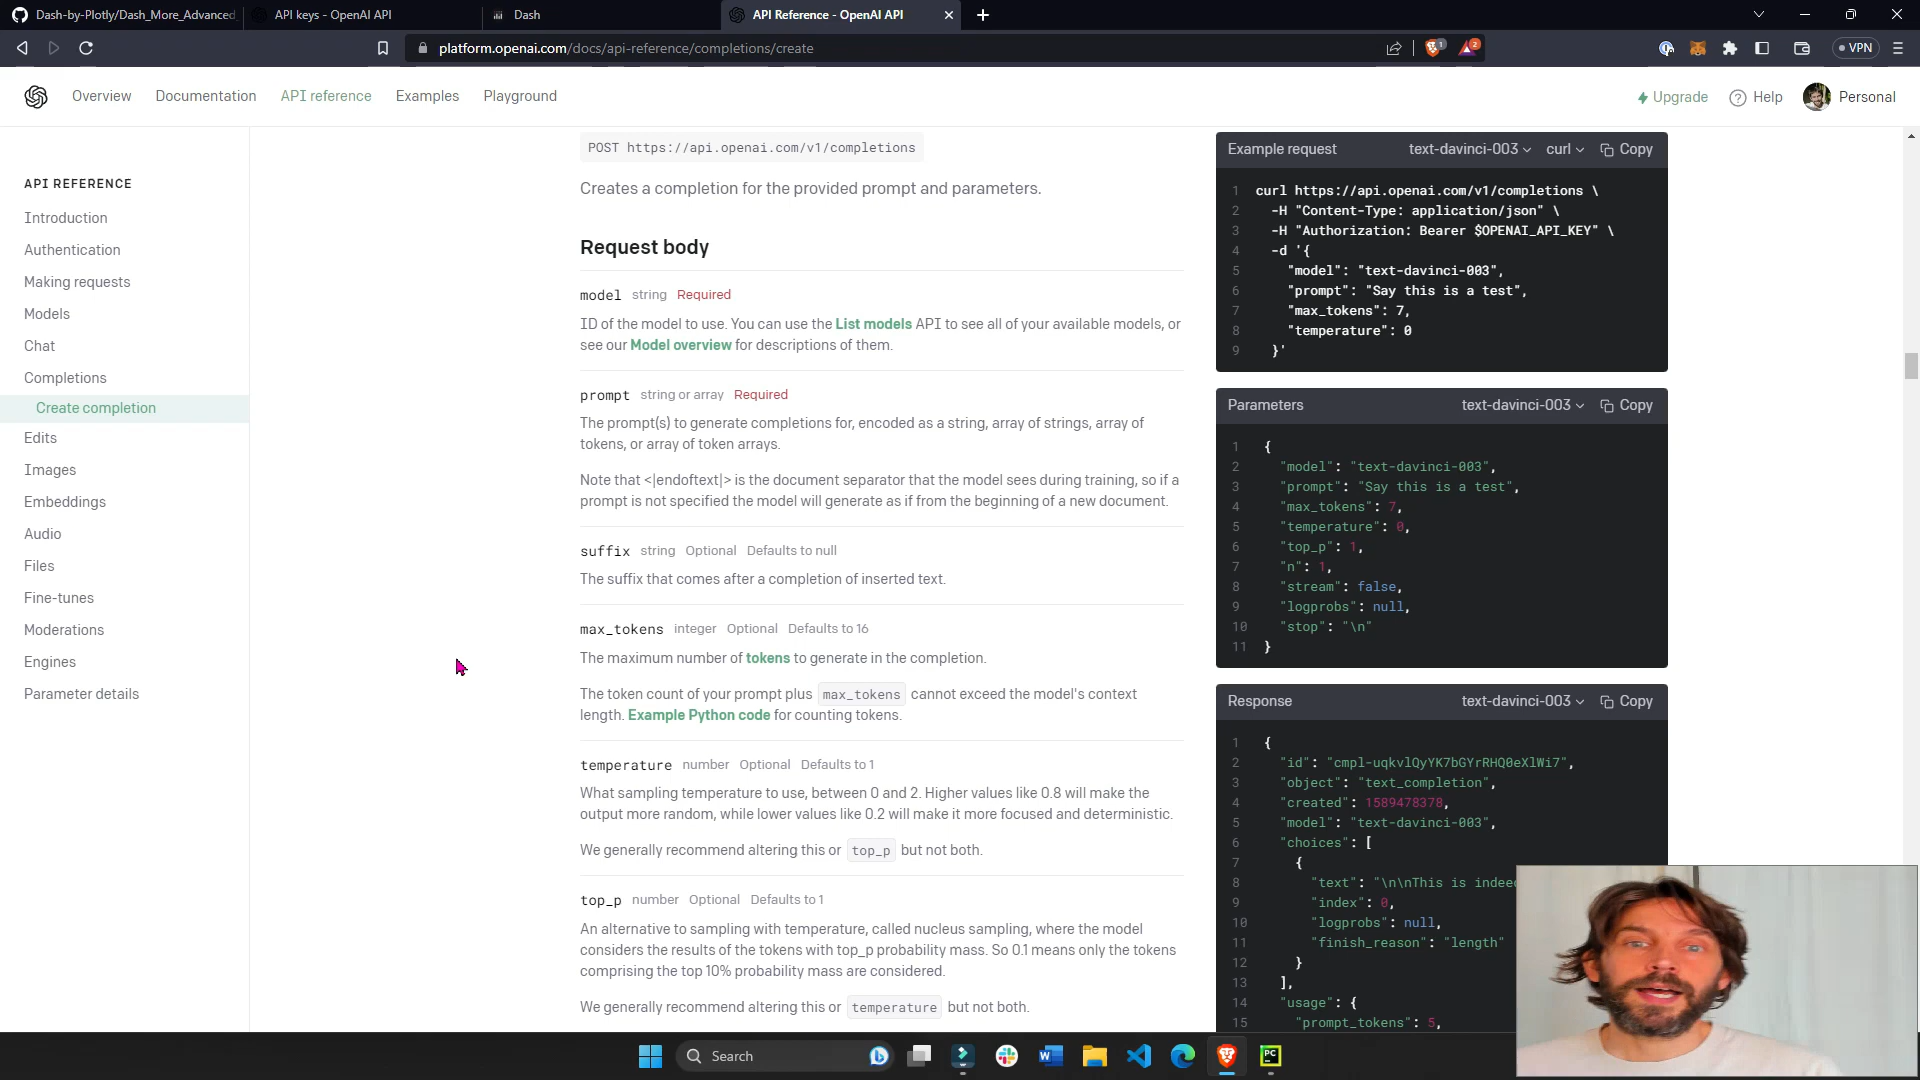 Dash-by-Plotly/Dash_More_Advanced
API keys - OpenAI API
Dash
API Reference - OpenAI API
platform.openai.com/docs/api-reference/completions/create
1
2
VPN
Overview
Documentation
API reference
Examples
Playground
Upgrade
Help
Personal
API REFERENCE
Introduction
Authentication
Making requests
Models
Chat
Completions
Create completion
Edits
Images
Embeddings
Audio
Files
Fine-tunes
Moderations
Engines
Parameter details
POST https://api.openai.com/v1/completions
Creates a completion for the provided prompt and parameters.
Request body
model string Required
ID of the model to use. You can use the List models API to see all of your available models, or
see our Model overview for descriptions of them.
prompt string or array Required
The prompt(s) to generate completions for, encoded as a string, array of strings, array of
tokens, or array of token arrays.
Note that <|endoftext|> is the document separator that the model sees during training, so if a
prompt is not specified the model will generate as if from the beginning of a new document.
suffix string Optional Defaults to null
The suffix that comes after a completion of inserted text.
max_tokens integer Optional Defaults to 16
The maximum number of tokens to generate in the completion.
The token count of your prompt plus max_tokens cannot exceed the model's context
length. Example Python code for counting tokens.
temperature number Optional Defaults to 1
What sampling temperature to use, between 0 and 2. Higher values like 0.8 will make the
output more random, while lower values like 0.2 will make it more focused and deterministic.
We generally recommend altering this or top_p but not both.
top_p number Optional Defaults to 1
An alternative to sampling with temperature, called nucleus sampling, where the model
considers the results of the tokens with top_p probability mass. So 0.1 means only the tokens
comprising the top 10% probability mass are considered.
We generally recommend altering this or temperature but not both.
Example request text-davinci-003 curl Copy
1 curl https://api.openai.com/v1/completions \
2 -H "Content-Type: application/json" \
3 -H "Authorization: Bearer $OPENAI_API_KEY" \
4 -d '{
5 "model": "text-davinci-003",
6 "prompt": "Say this is a test",
7 "max_tokens": 7,
8 "temperature": 0
9 }'
Parameters text-davinci-003 Copy
1 {
2 "model": "text-davinci-003",
3 "prompt": "Say this is a test",
4 "max_tokens": 7,
5 "temperature": 0,
6 "top_p": 1,
7 "n": 1,
8 "stream": false,
9 "logprobs": null,
10 "stop": "\n"
11 }
Response text-davinci-003 Copy
1 {
2 "id": "cmpl-uqkvlQyYK7bGYrRHQ0eXlWi7",
3 "object": "text_completion",
4 "created": 1589478378,
5 "model": "text-davinci-003",
6 "choices": [
7 {
8 "text": "\n\nThis is indeed
9 "index": 0,
10 "logprobs": null,
11 "finish_reason": "length"
12 }
13 ],
14 "usage": {
15 "prompt_tokens": 5,
Search
PC